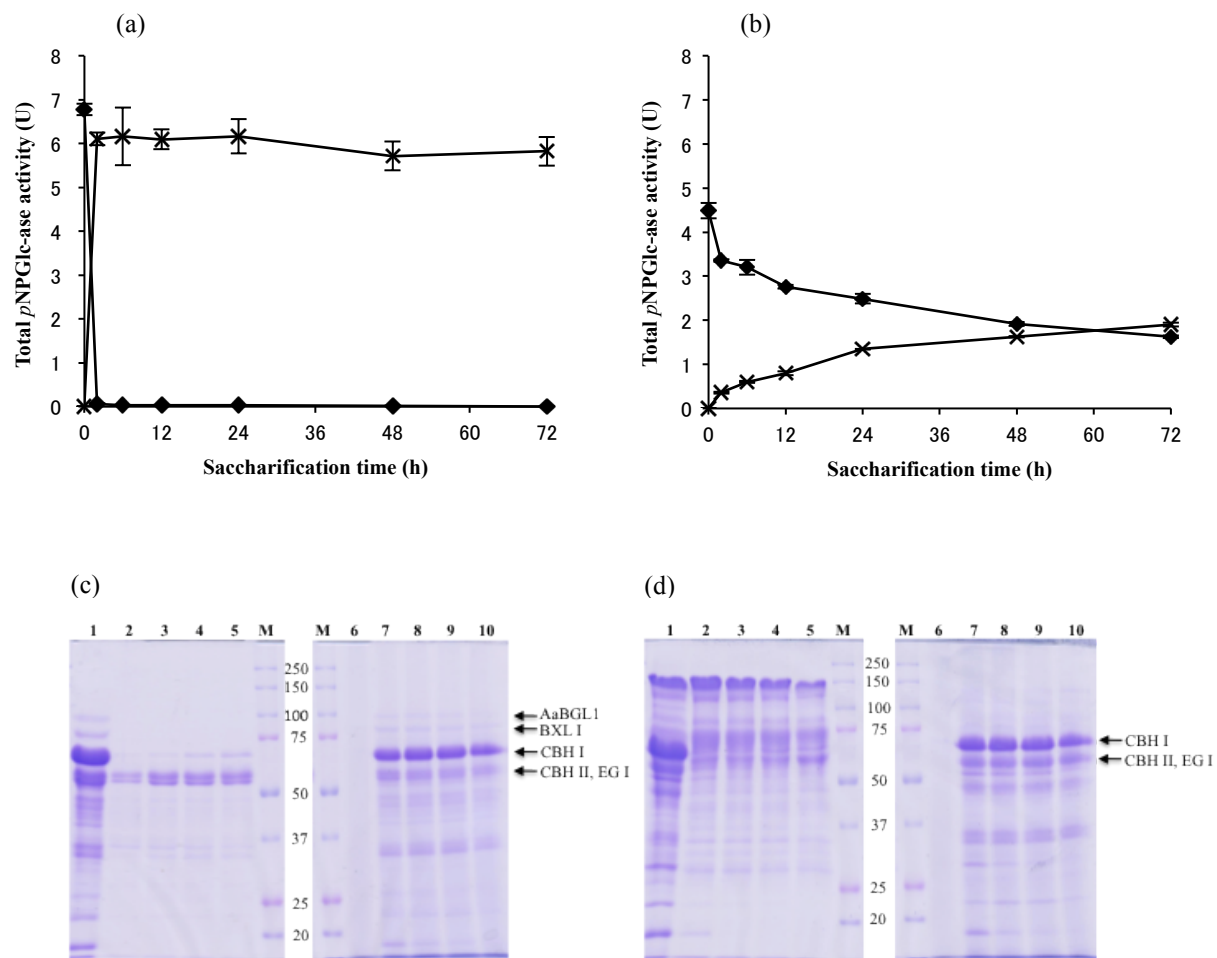 (a)
8
7
6
5
4
3
2
1
0
Total pNPGlc-ase activity (U)
0 12 24 36 48 60 72
Saccharification time (h)
(b)
8
7
6
5
4
3
2
1
0
Total pNPGlc-ase activity (U)
0 12 24 36 48 60 72
Saccharification time (h)
(c)
1 2 3 4 5 M M 6 7 8 9 10
250
150
100
75
50
37
25
20
AaBGL1
BXL I
CBH I
CBH II, EG I
(d)
1 2 3 4 5 M M 6 7 8 9 10
250
150
100
75
50
37
25
20
CBH I
CBH II, EG I